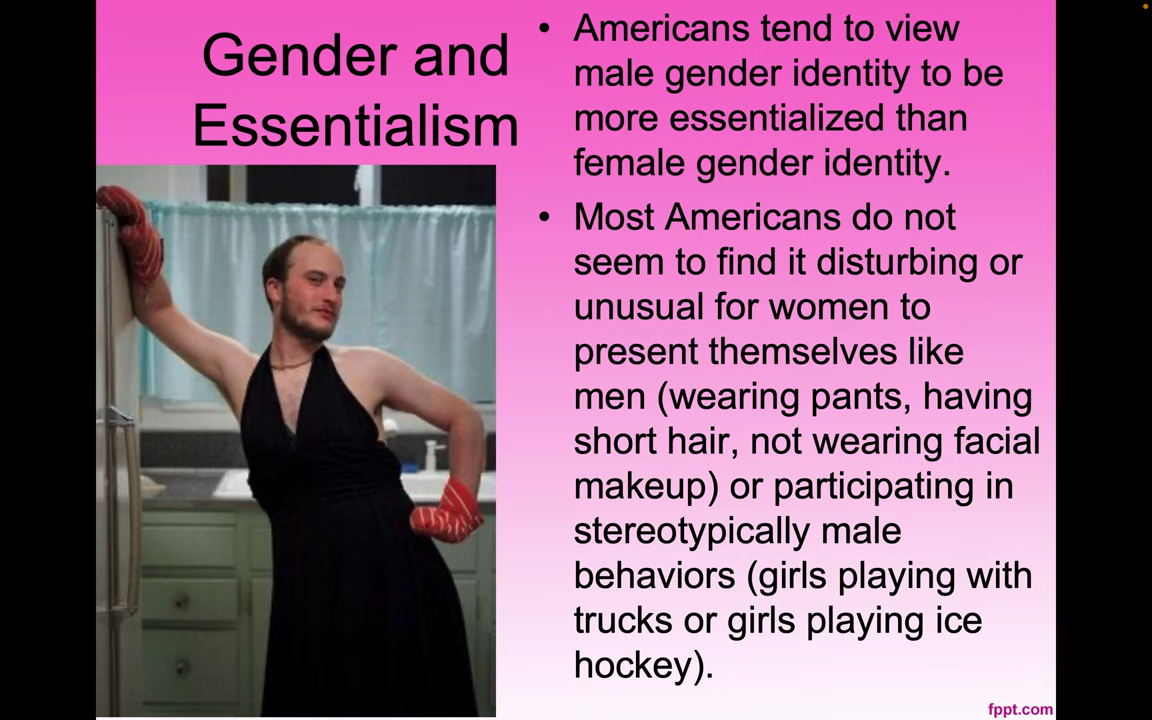 Gender and
Essentialism
• Americans tend to view
male gender identity to be
more essentialized than
female gender identity.
• Most Americans do not
seem to find it disturbing or
unusual for women to
present themselves like
men (wearing pants, having
short hair, not wearing facial
makeup) or participating in
stereotypically male
behaviors (girls playing with
trucks or girls playing ice
hockey).
fppt.com